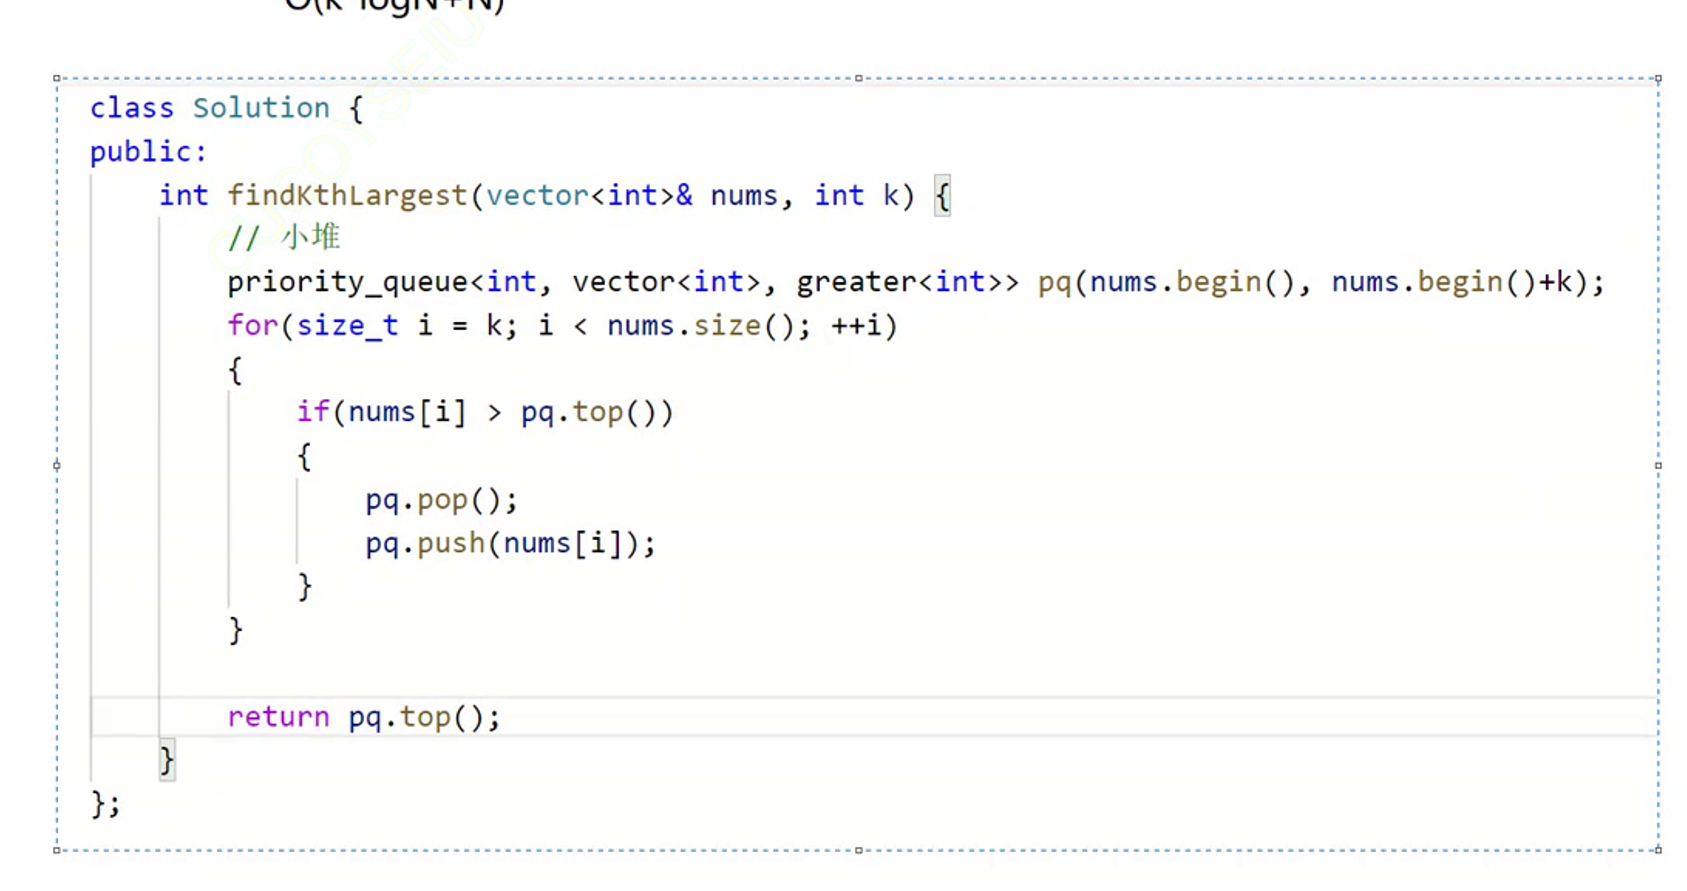 O(k*logN+N)
class Solution {
public:
int findKthLargest(vector<int>& nums, int k) {
// 小堆
priority_queue<int, vector<int>, greater<int>> pq(nums.begin(), nums.begin()+k);
for(size_t i = k; i < nums.size(); ++i)
{
if(nums[i] > pq.top())
{
pq.pop();
pq.push(nums[i]);
}
}
return pq.top();
}
};